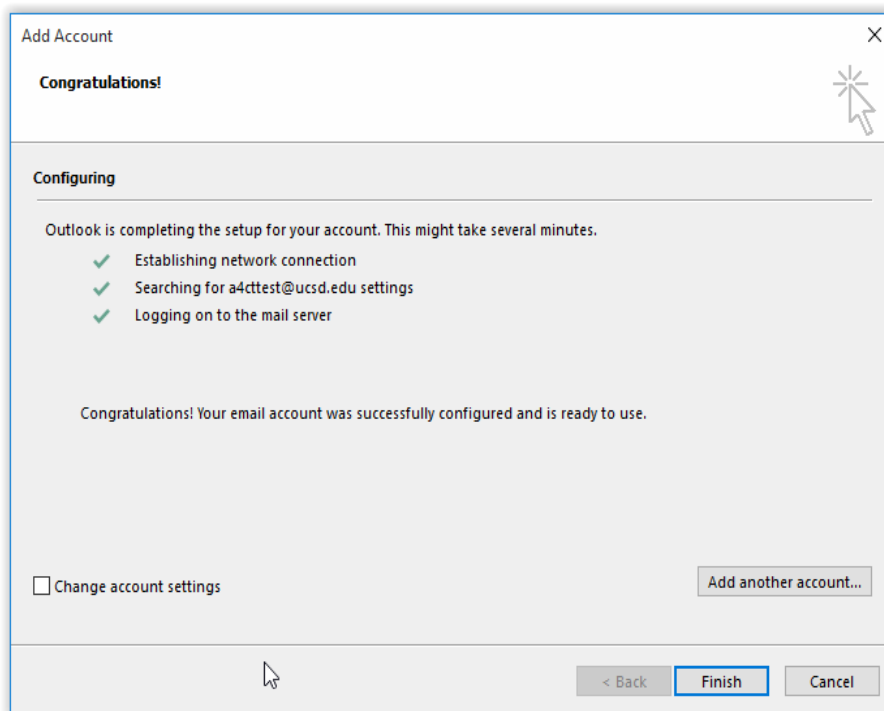 Add Account
Congratulations!
Configuring
Outlook is completing the setup for your account. This might take several minutes.
Establishing network connection
Searching for a4cttest@ucsd.edu settings
Logging on to the mail server
Congratulations! Your email account was successfully configured and is ready to use.
Change account settings
Add another account...
< Back
Finish
Cancel